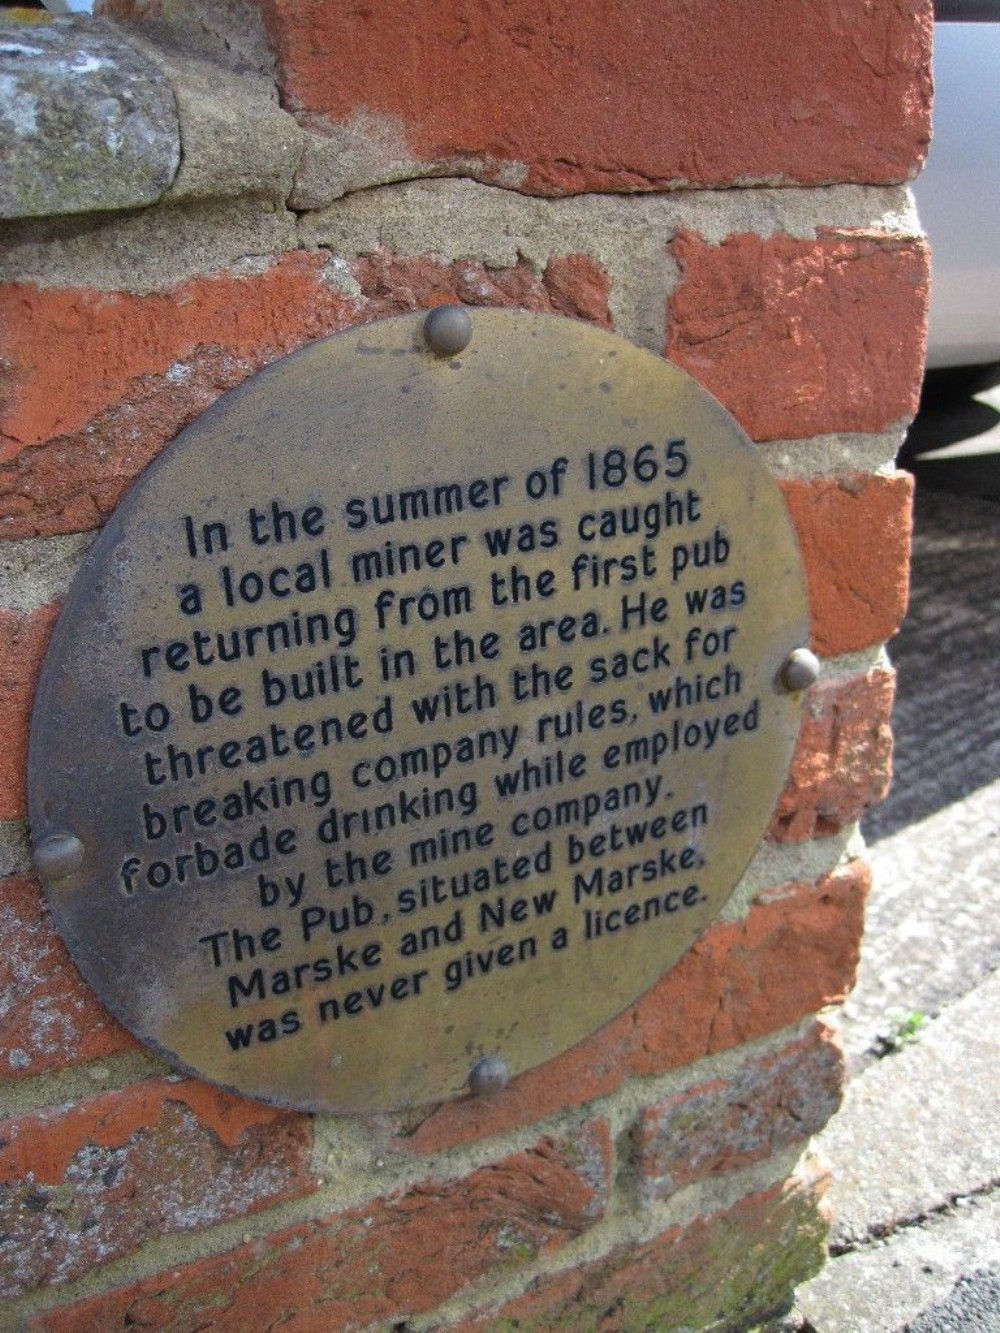 In the summer of 1865
a local miner was caught
returning from the first pub
to be built in the area. He was
threatened with the sack for
breaking company rules, which
forbade drinking while employed
by the mine company.
The Pub, situated between
Marske and New Marske,
was never given a licence.